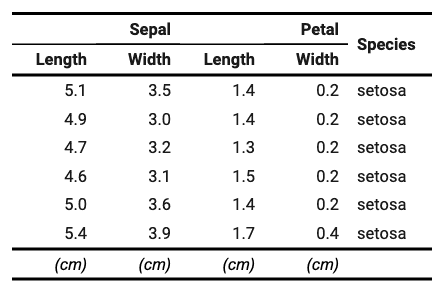 Sepal Petal Species
Length Width Length Width
5.1 3.5 1.4 0.2 setosa
4.9 3.0 1.4 0.2 setosa
4.7 3.2 1.3 0.2 setosa
4.6 3.1 1.5 0.2 setosa
5.0 3.6 1.4 0.2 setosa
5.4 3.9 1.7 0.4 setosa
(cm) (cm) (cm) (cm)